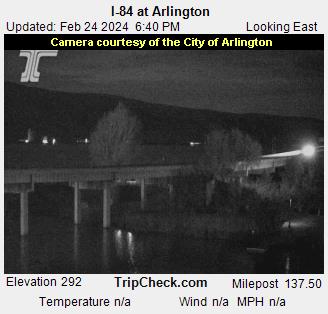 I-84 at Arlington
Updated: Feb 24 2024 6:40 PM Looking East
Camera courtesy of the City of Arlington
Elevation 292 TripCheck.com Milepost 137.50
Temperature n/a Wind n/a MPH n/a